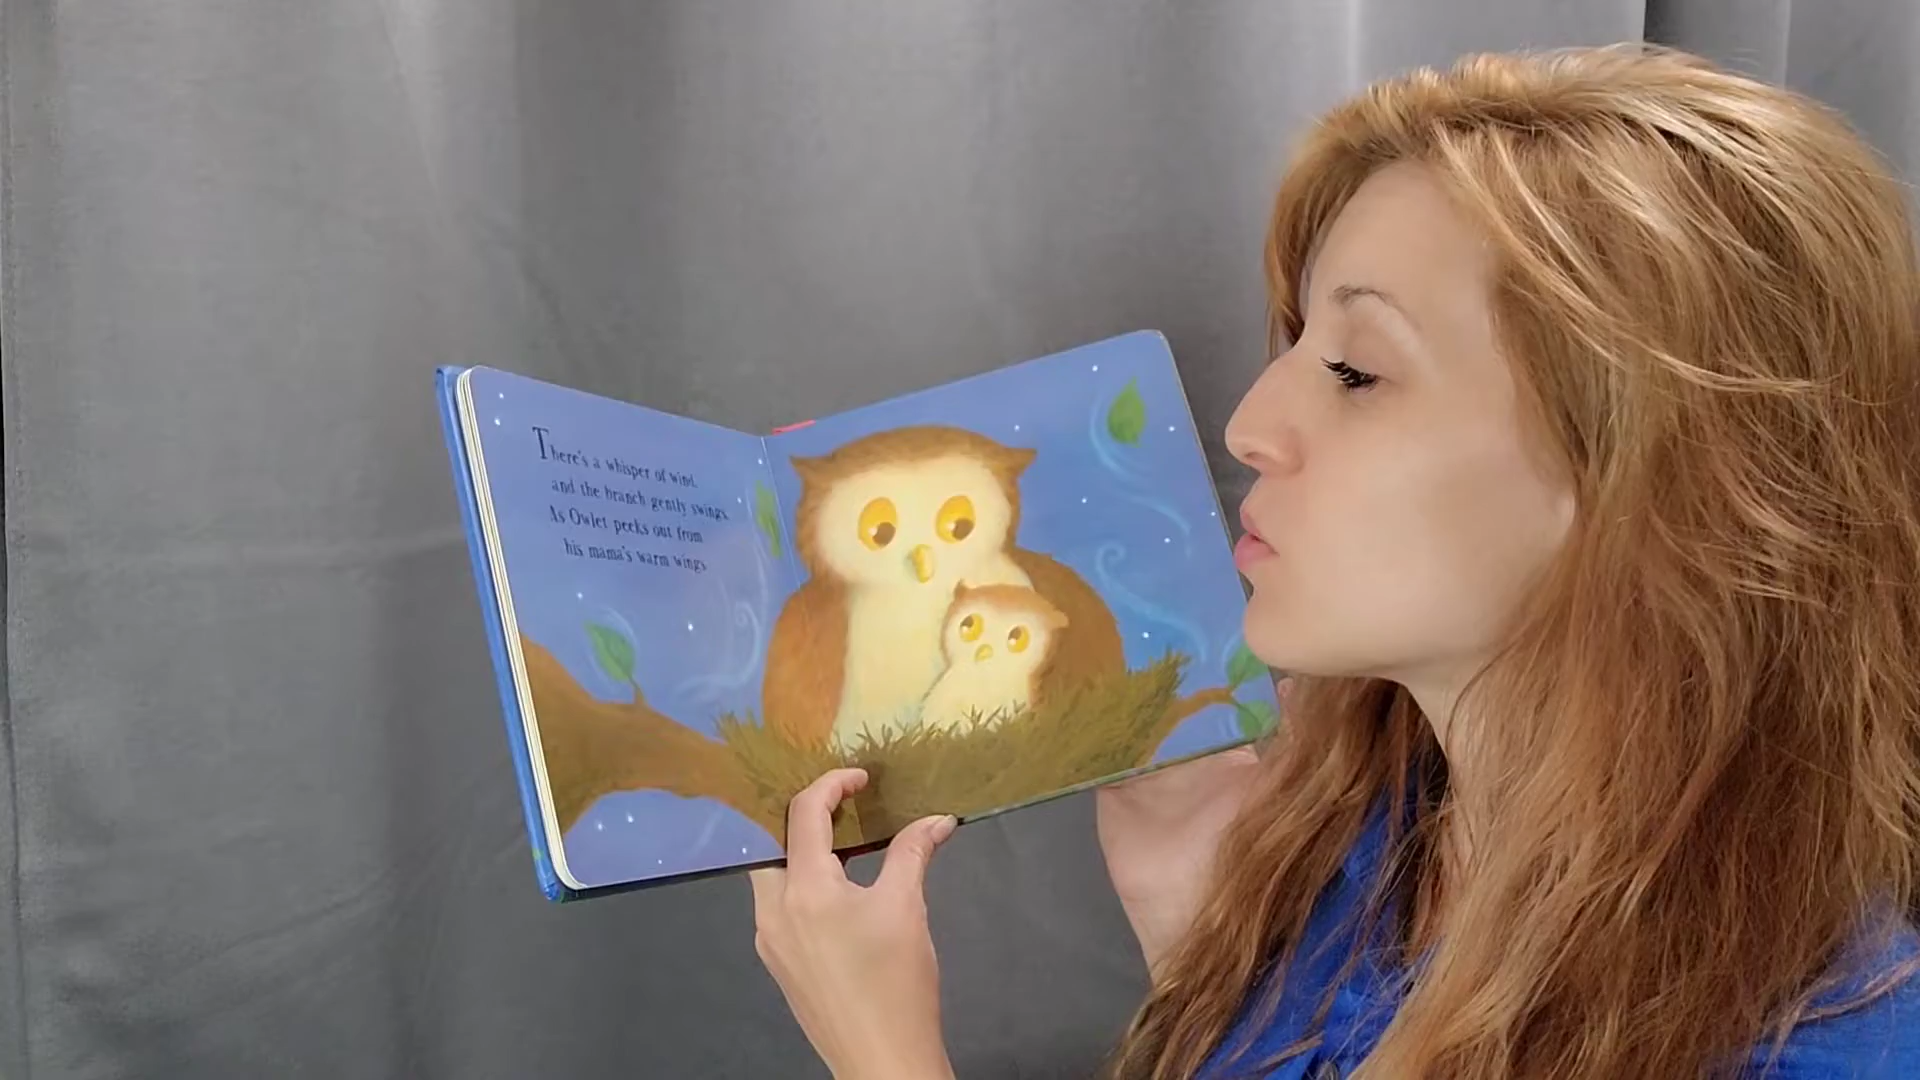 There's a whisper of wind,
and the branch gently swings,
As Owlet peeks out from
his mama's warm wings.